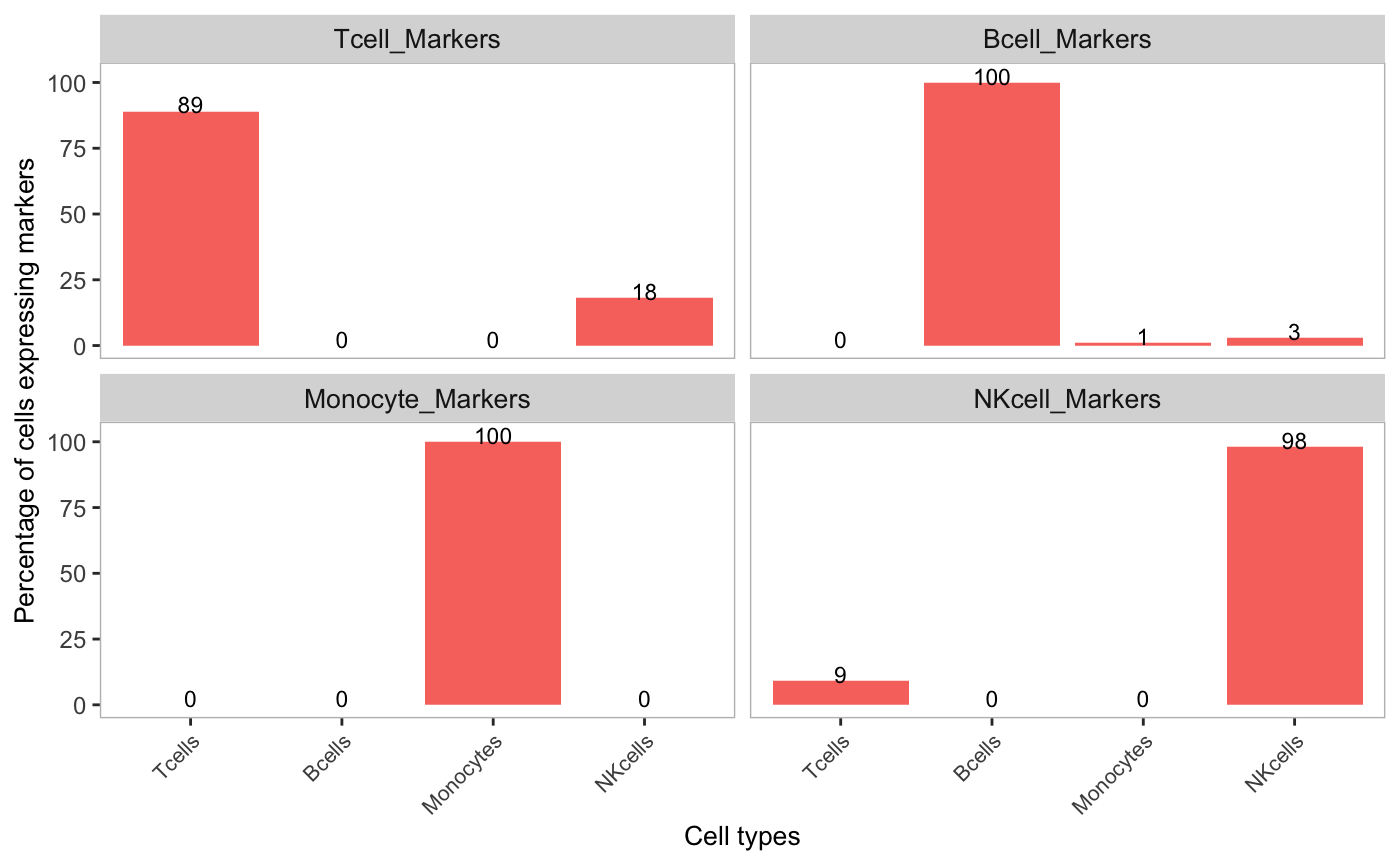 Tcell_Markers
Bcell_Markers
Percentage of cells expressing markers
100
75
50
25
0
89
0
0
18
0
100
1
3
Monocyte_Markers
NKcell_Markers
100
75
50
25
0
0
0
100
0
9
0
0
98
Tcells
Bcells
Monocytes
NKcells
Tcells
Bcells
Monocytes
NKcells
Cell types